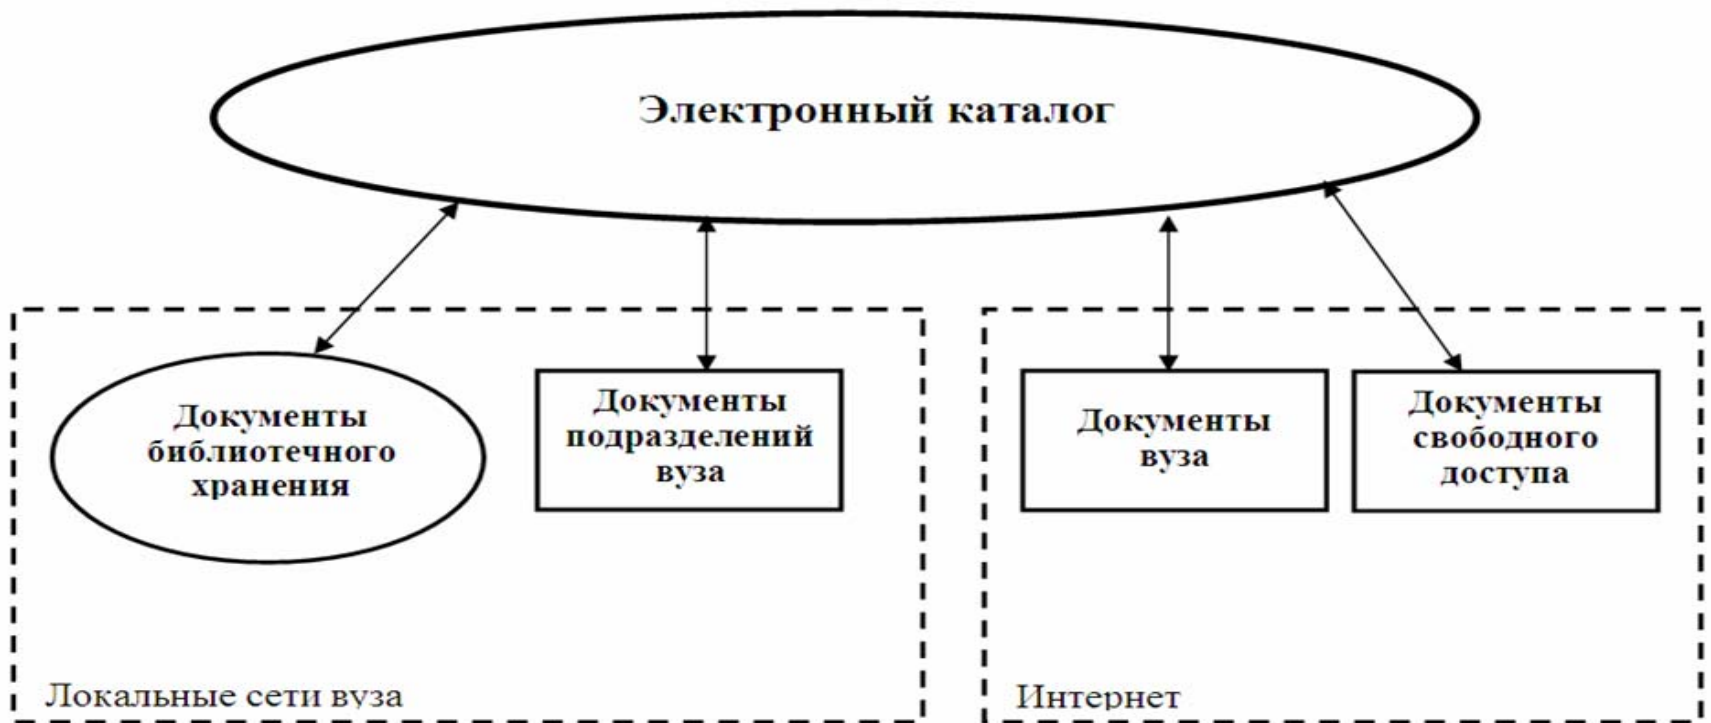 Электронный каталог
Документы
библиотечного
хранения
Документы
подразделений
вуза
Документы
вуза
Документы
свободного
доступа
Локальные сети вуза
Интернет